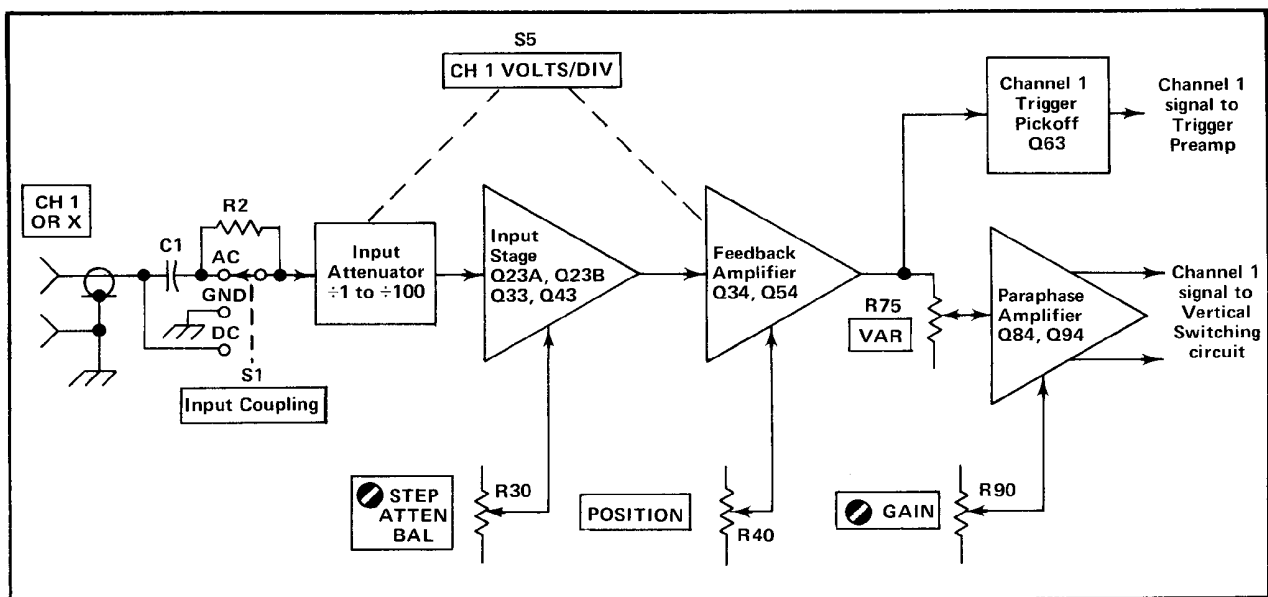 S5
CH 1 VOLTS/DIV
Channel 1
Trigger
Pickoff
Q63
Channel 1
signal to
Trigger
Preamp
CH 1
OR X
C1
R2
AC
GND
DC
S1
Input Coupling
Input
Attenuator
÷1 to ÷100
Input
Stage
Q23A, Q23B
Q33, Q43
Feedback
Amplifier
Q34, Q54
R75
VAR
Paraphase
Amplifier
Q84, Q94
Channel 1
signal to
Vertical
Switching
circuit
STEP
ATTEN
BAL
R30
POSITION
R40
GAIN
R90